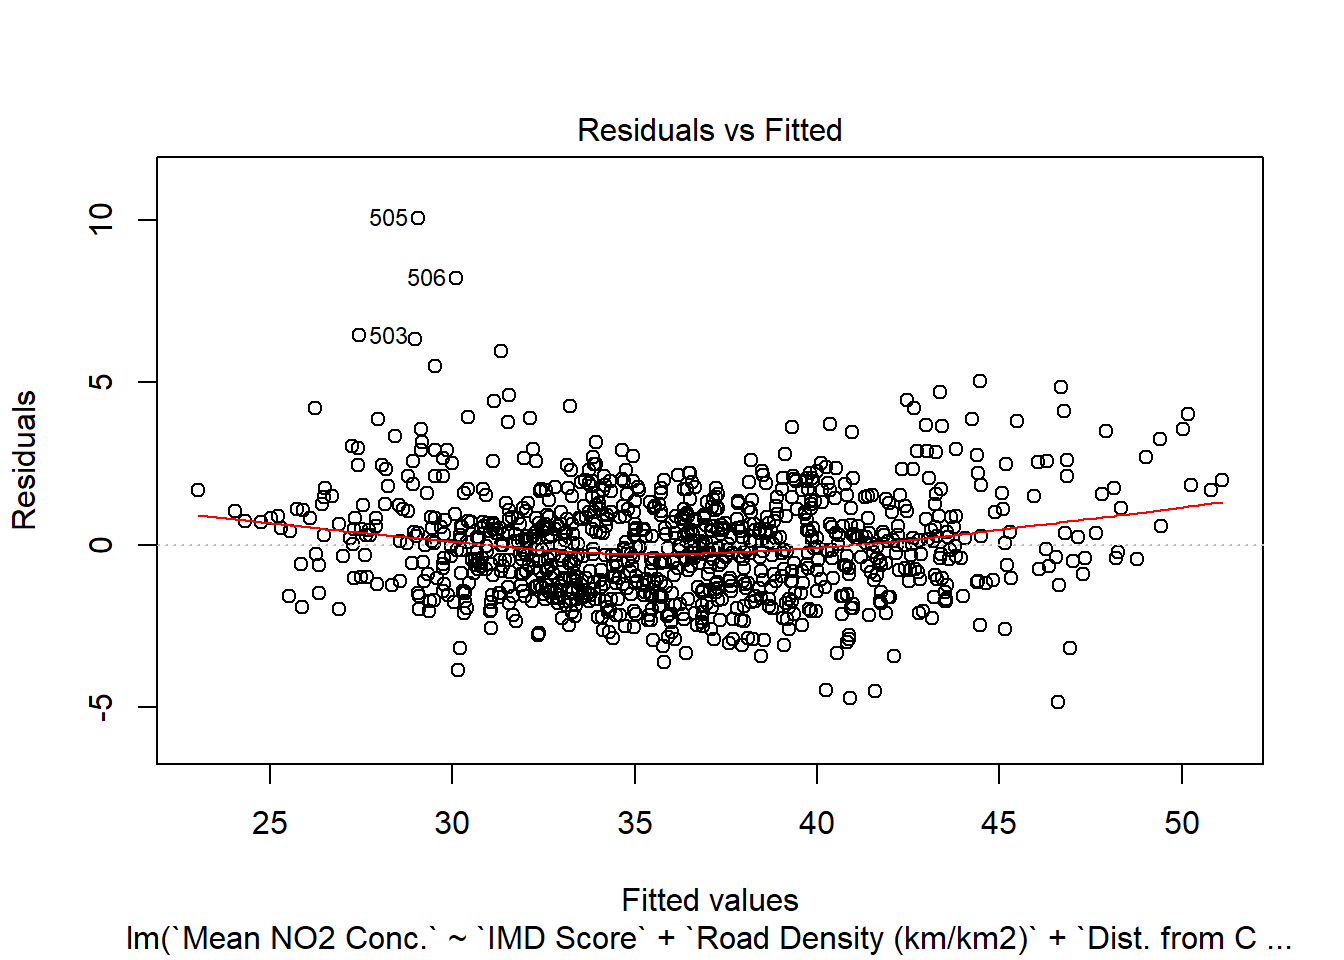 Residuals vs Fitted
10
5
0
-5
Residuals
505
506
503
25 30 35 40 45 50
Fitted values
lm(`Mean NO2 Conc.` ~ `IMD Score` + `Road Density (km/km2)` + `Dist. from C ...